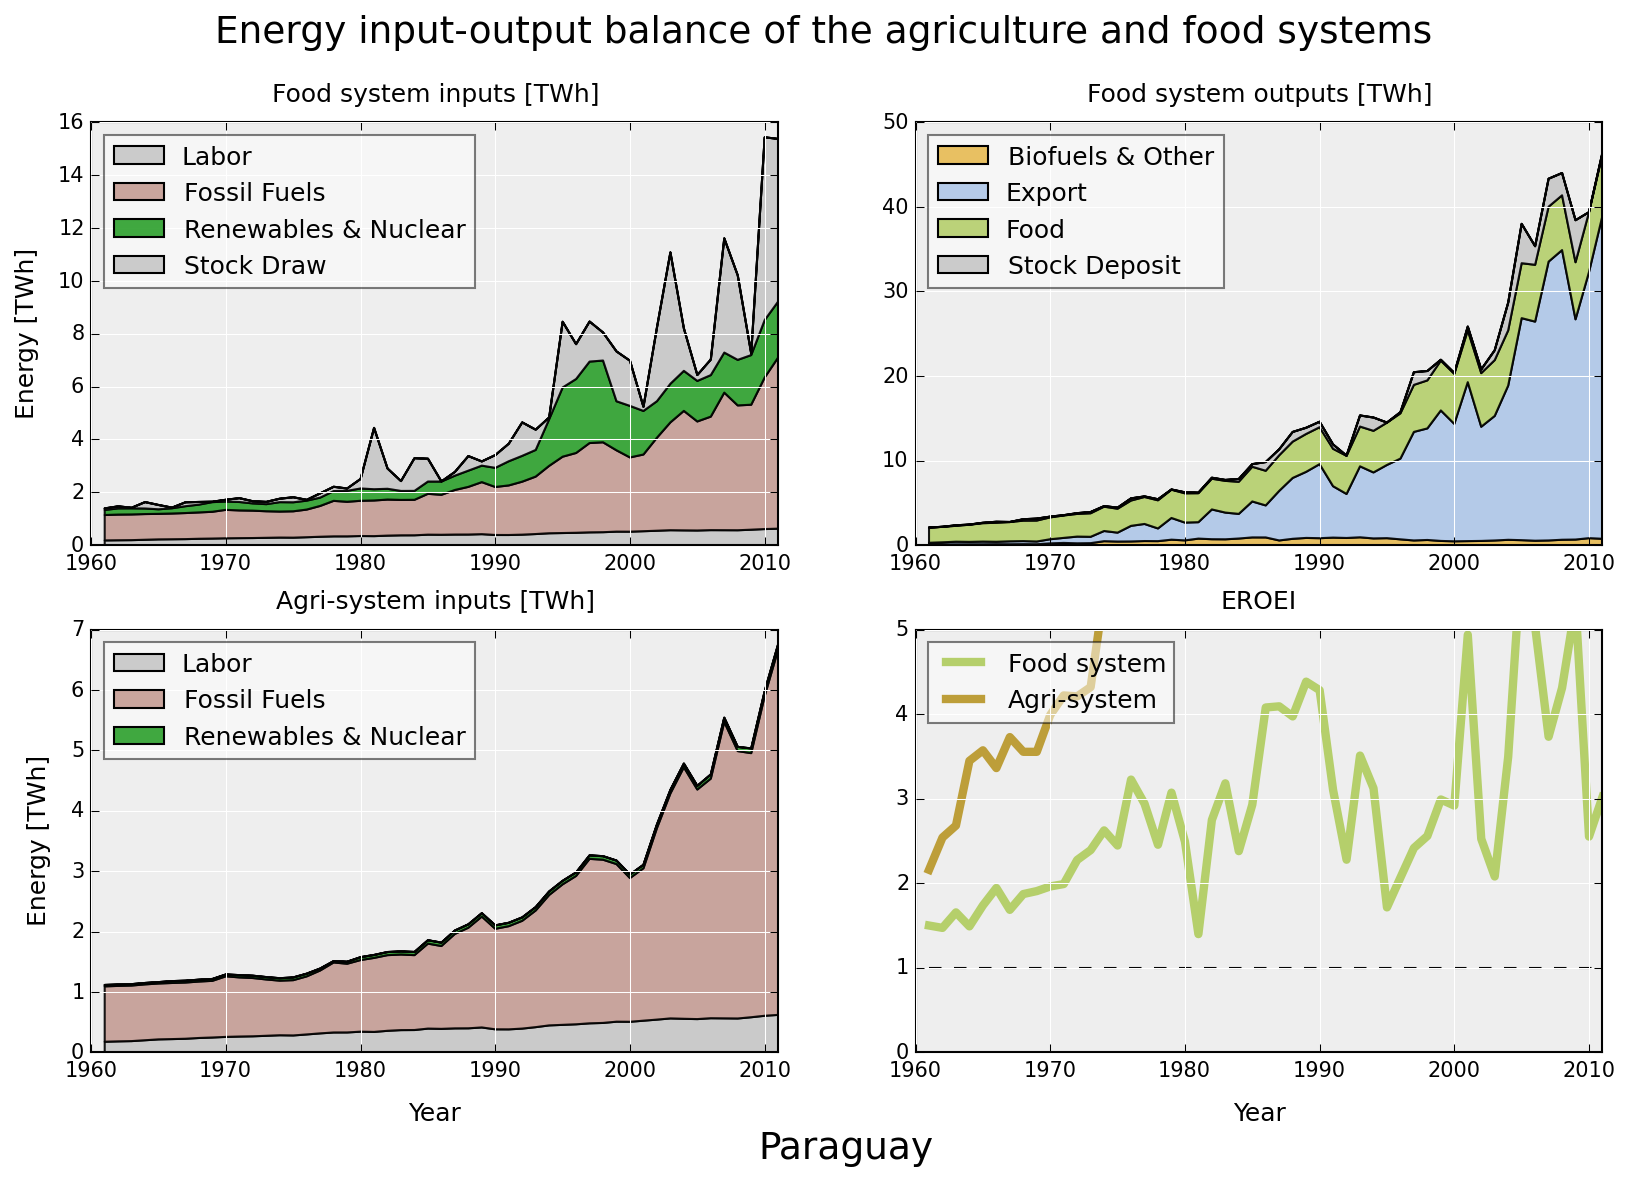 Energy input-output balance of the agriculture and food systems
Food system inputs [TWh]
Energy [TWh]
16
14
12
10
8
6
4
2
0
Labor
Fossil Fuels
Renewables & Nuclear
Stock Draw
1960 1970 1980 1990 2000 2010
Food system outputs [TWh]
50
40
30
20
10
0
Biofuels & Other
Export
Food
Stock Deposit
1960 1970 1980 1990 2000 2010
Agri-system inputs [TWh]
Energy [TWh]
7
6
5
4
3
2
1
0
Labor
Fossil Fuels
Renewables & Nuclear
1960 1970 1980 1990 2000 2010
Year
EROEI
5
4
3
2
1
0
Food system
Agri-system
1960 1970 1980 1990 2000 2010
Year
Paraguay